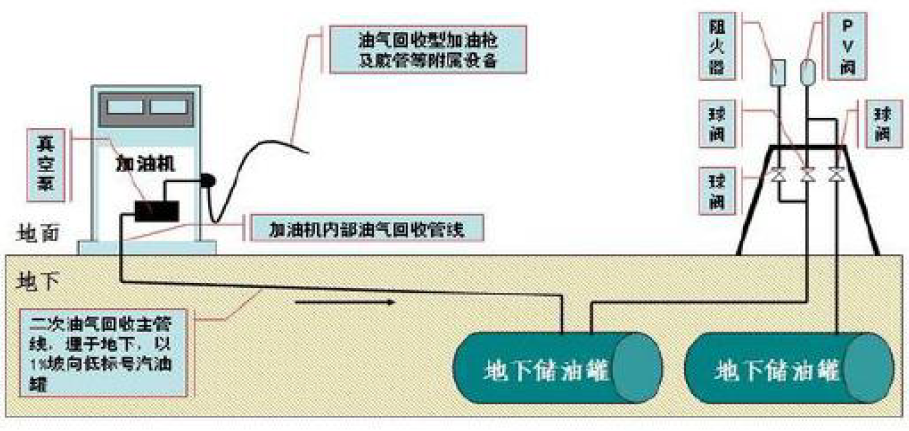 油气回收型加油枪
及胶管等附属设备
阻火器
PV阀
真空泵
加油机
球阀
球阀
球阀
加油机内部油气回收管线
地面
地下
二次油气回收主管
线，埋于地下，以
1%坡向低标号汽油
罐
地下储油罐
地下储油罐